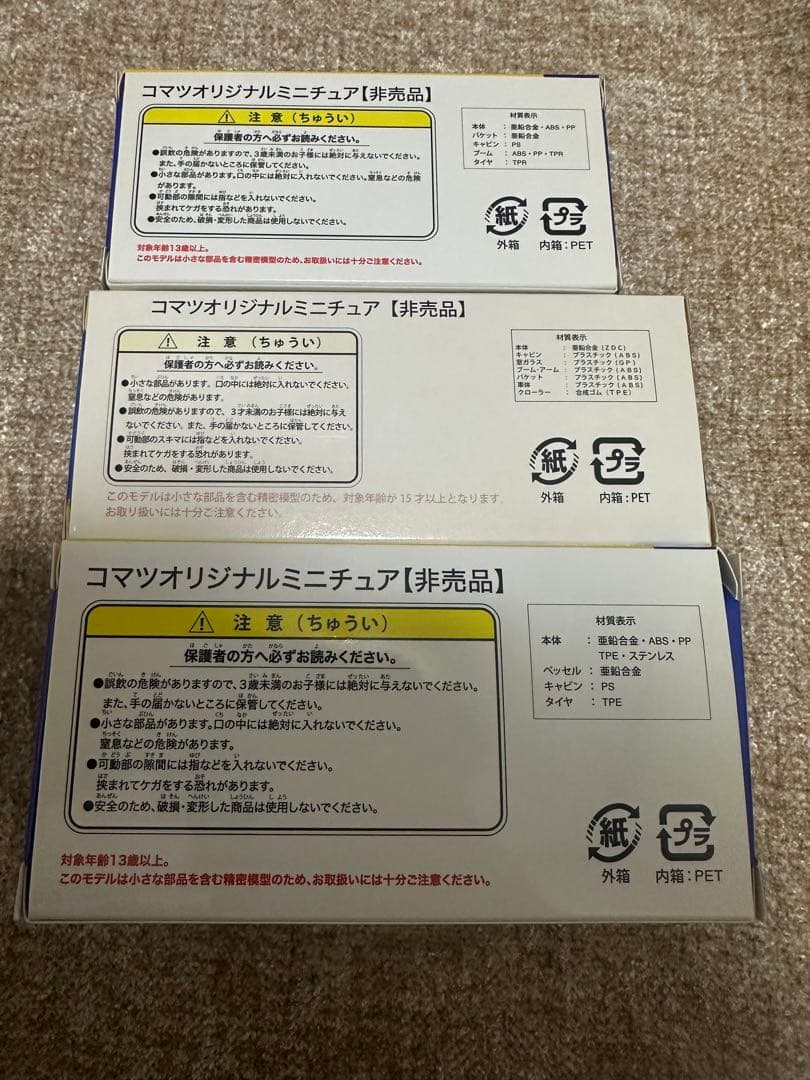 コマツオリジナルミニチュア【非売品】
⚠ 注意(ちゅうい)
保護者の方へ必ずお読みください。
●誤飲の危険がありますので、3歳未満のお子様には絶対に与えないでください。
また、手の届かないところに保管してください。
●小さな部品があります。口の中には絶対に入れないでください。窒息などの危険
があります。
●可動部の隙間には指などを入れないでください。
挟まれてケガをする恐れがあります。
●安全のため、破損・変形した商品は使用しないでください。
対象年齢13歳以上。
このモデルは小さな部品を含む精密模型のため、お取扱いには十分ご注意ください。
材質表示
本体 : 亜鉛合金・ABS・PP
バケット : 亜鉛合金
キャビン : PS
ブーム : ABS・PP・TPR
タイヤ : TPR
紙 プラ
外箱 内箱:PET
コマツオリジナルミニチュア【非売品】
⚠ 注意(ちゅうい)
保護者の方へ必ずお読みください。
●小さな部品があります。口の中には絶対に入れないでください。
窒息などの危険があります。
●誤飲の危険がありますので、3才未満のお子様には絶対に与え
ないでください。また、手の届かないところに保管してください。
●可動部のスキマには指などを入れないでください。
挟まれてケガをする恐れがあります。
●安全のため、破損・変形した商品は使用しないでください。
このモデルは小さな部品を含む精密模型のため、対象年齢が15才以上となります。
お取り扱いには十分ご注意ください。
材質表示
本体 : 亜鉛合金(ZDC)
キャビン : プラスチック(ABS)
窓ガラス : プラスチック(GP)
ブーム・アーム : プラスチック(ABS)
バケット : プラスチック(ABS)
車体 : プラスチック(ABS)
クローラー : 合成ゴム(TPE)
紙 プラ
外箱 内箱:PET
コマツオリジナルミニチュア【非売品】
⚠ 注意(ちゅうい)
保護者の方へ必ずお読みください。
●誤飲の危険がありますので、3歳未満のお子様には絶対に与えないでください。
また、手の届かないところに保管してください。
●小さな部品があります。口の中には絶対に入れないでください。
窒息などの危険があります。
●可動部の隙間には指などを入れないでください。
挟まれてケガをする恐れがあります。
●安全のため、破損・変形した商品は使用しないでください。
対象年齢13歳以上。
このモデルは小さな部品を含む精密模型のため、お取扱いには十分ご注意ください。
材質表示
本体 : 亜鉛合金・ABS・PP
TPE・ステンレス
ベッセル : 亜鉛合金
キャビン : PS
タイヤ : TPE
紙 プラ
外箱 内箱:PET